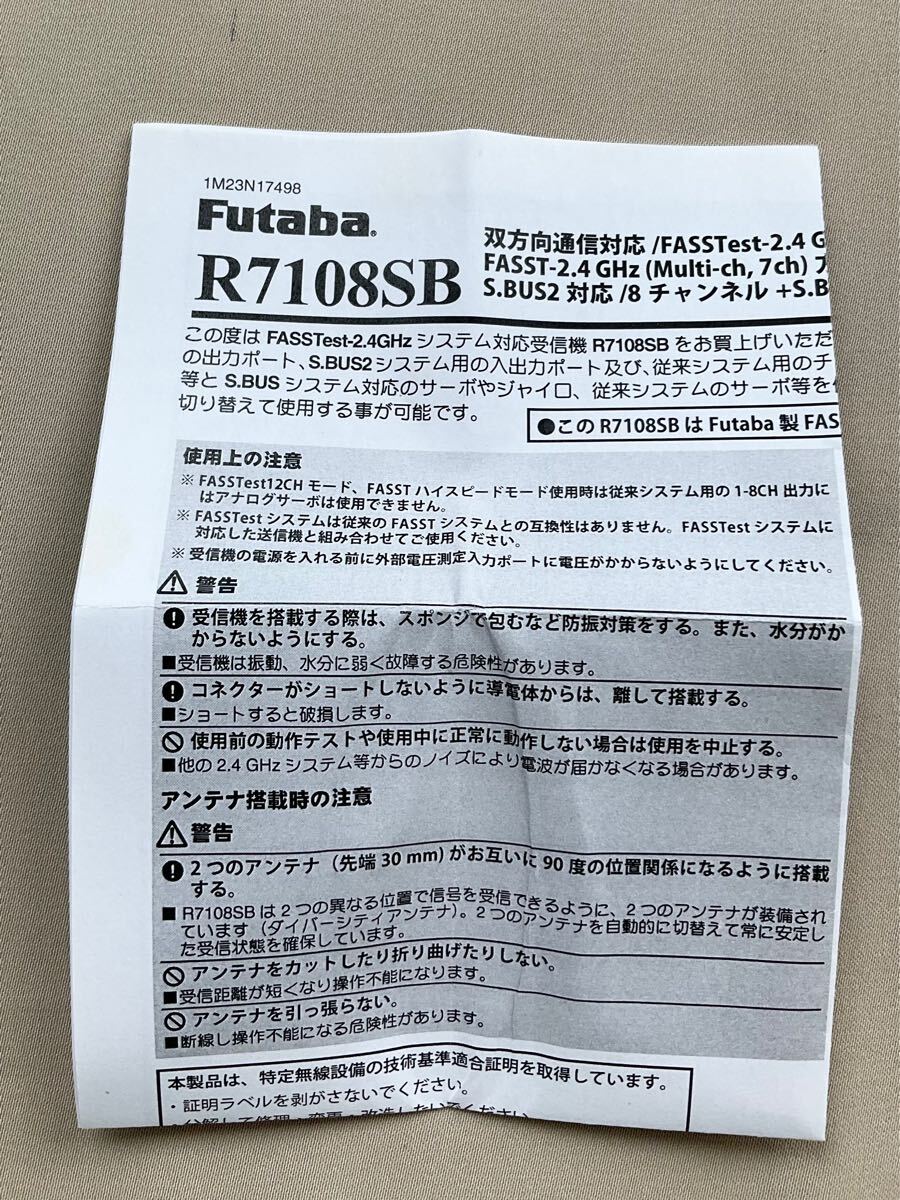 1M23N17498
Futaba®
R7108SB
双方向通信対応 /FASSTest-2.4 G
FASST-2.4 GHz (Multi-ch, 7ch)
S.BUS2 対応 /8 チャンネル +S.B
この度は FASSTest-2.4GHz システム対応受信機 R7108SB をお買上げいただ
の出力ポート、S.BUS2システム用の入出力ポート及び、従来システム用のチ
等と S.BUS システム対応のサーボやジャイロ、従来システムのサーボ等を
切り替えて使用する事が可能です。
●この R7108SB は Futaba 製 FAS
使用上の注意
※ FASSTest12CH モード、FASST ハイスピードモード使用時は従来システム用の 1-8CH 出力に
はアナログサーボは使用できません。
※ FASSTest システムは従来の FASST システムとの互換性はありません。FASSTest システムに
対応した送信機と組み合わせてご使用ください。
※ 受信機の電源を入れる前に外部電圧測定入力ポートに電圧がかからないようにしてください。
⚠ 警告
受信機を搭載する際は、スポンジで包むなど防振対策をする。また、水分がか
からないようにする。
■受信機は振動、水分に弱く故障する危険性があります。
コネクターがショートしないように導電体からは、離して搭載する。
■ショートすると破損します。
使用前の動作テストや使用中に正常に動作しない場合は使用を中止する。
■他の 2.4 GHz システム等からのノイズにより電波が届かなくなる場合があります。
アンテナ搭載時の注意
⚠ 警告
2 つのアンテナ（先端 30 mm) がお互いに 90 度の位置関係になるように搭載
する。
■ R7108SB は 2 つの異なる位置で信号を受信できるように、2 つのアンテナが装備され
ています（ダイバーシティアンテナ）。2 つのアンテナを自動的に切替えて常に安定し
た受信状態を確保しています。
アンテナをカットしたり折り曲げたりしない。
■受信距離が短くなり操作不能になります。
アンテナを引っ張らない。
■断線し操作不能になる危険性があります。
本製品は、特定無線設備の技術基準適合証明を取得しています。
・証明ラベルを剥がさないでください。
・分解して修理・変更・改造しないでください